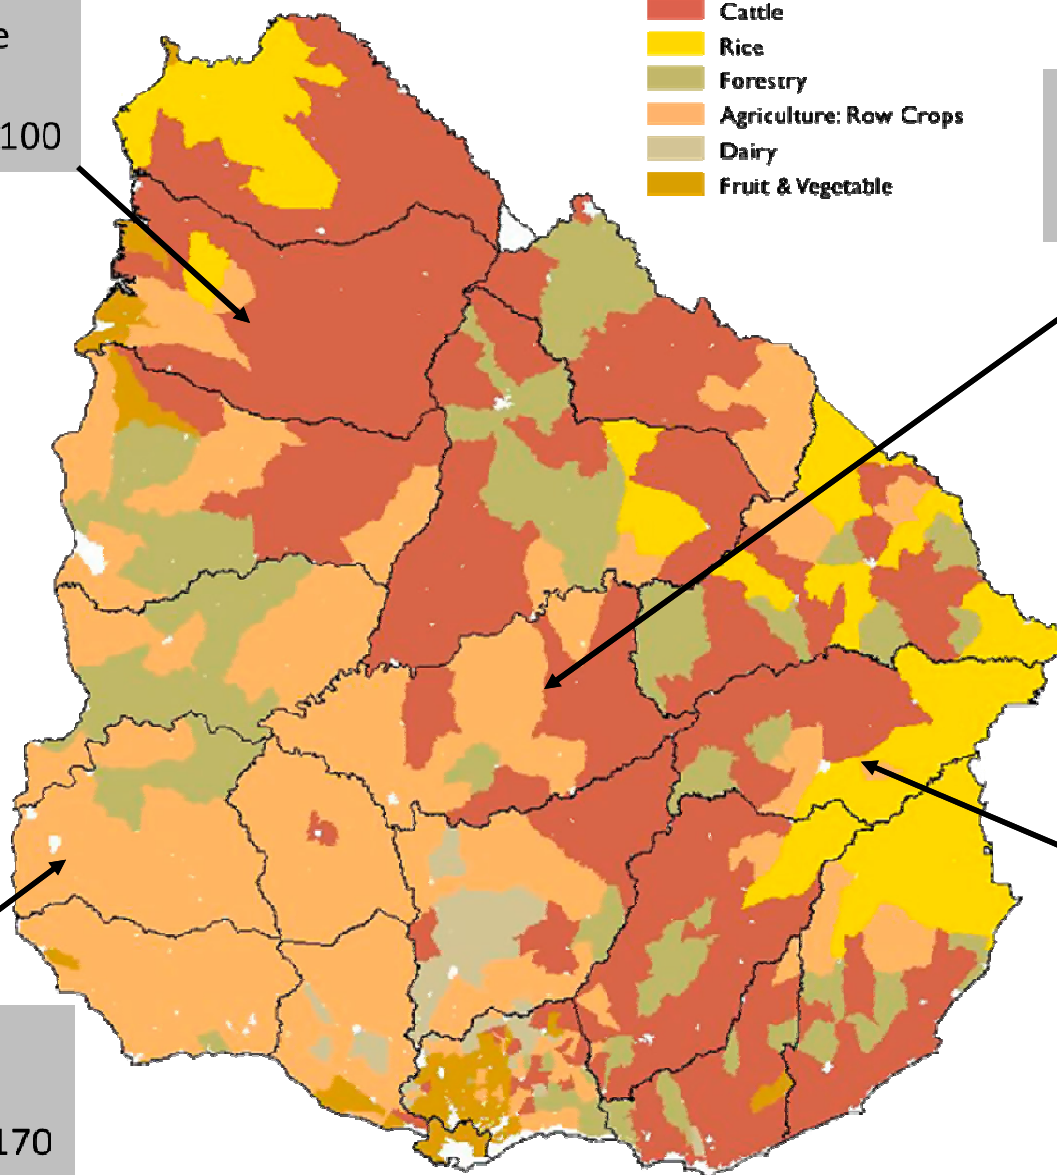 e
100
Cattle
Rice
Forestry
Agriculture: Row Crops
Dairy
Fruit & Vegetable
170